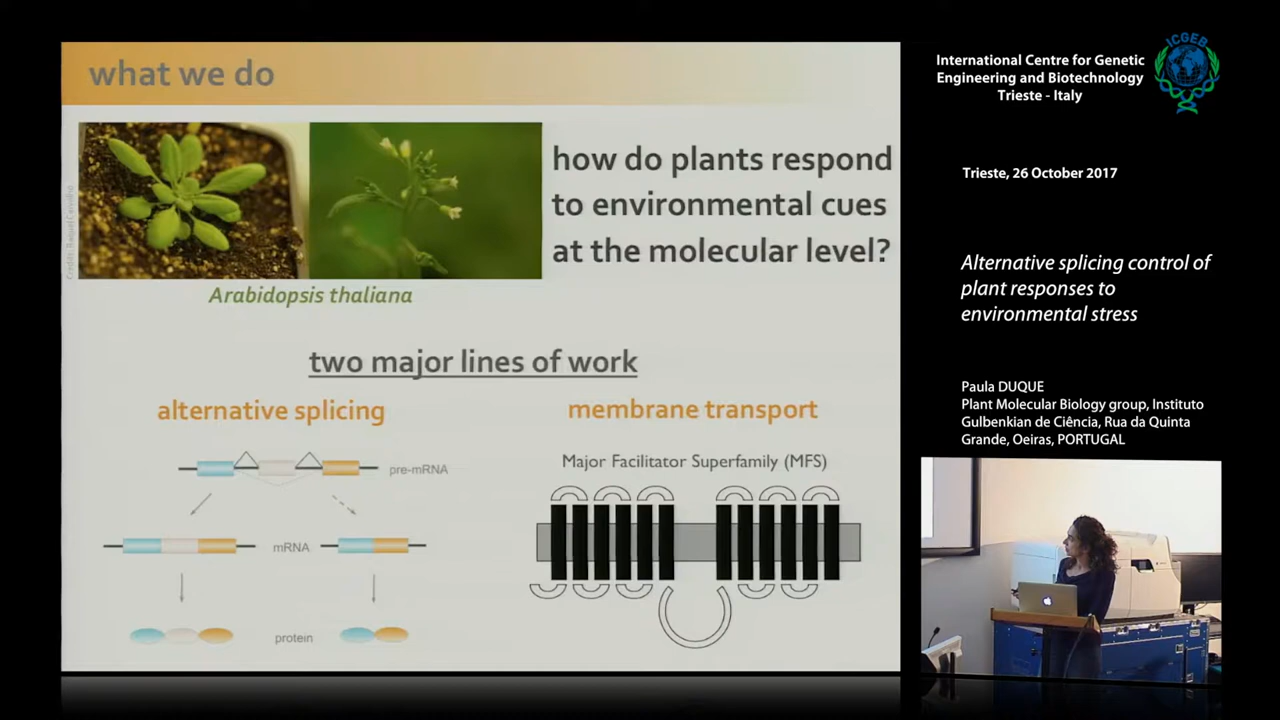 what we do
Credit: Raquel Carvalho
how do plants respond
to environmental cues
at the molecular level?
Arabidopsis thaliana
two major lines of work
alternative splicing
pre-mRNA
mRNA
protein
membrane transport
Major Facilitator Superfamily (MFS)
ICGEB
International Centre for Genetic
Engineering and Biotechnology
Trieste - Italy
Trieste, 26 October 2017
Alternative splicing control of
plant responses to
environmental stress
Paula DUQUE
Plant Molecular Biology group, Instituto
Gulbenkian de Ciência, Rua da Quinta
Grande, Oeiras, PORTUGAL